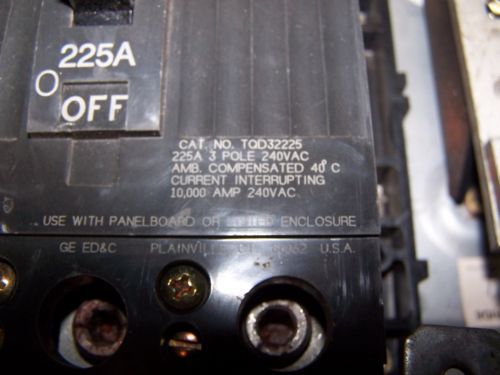 225A
OFF
CAT. NO. TQD32225
225A 3 POLE 240VAC
AMB. COMPENSATED 40°C
CURRENT INTERRUPTING
10,000 AMP 240VAC
USE WITH PANELBOARD OR ENCLOSURE
GE ED&C PLAINVILLE U.S.A.